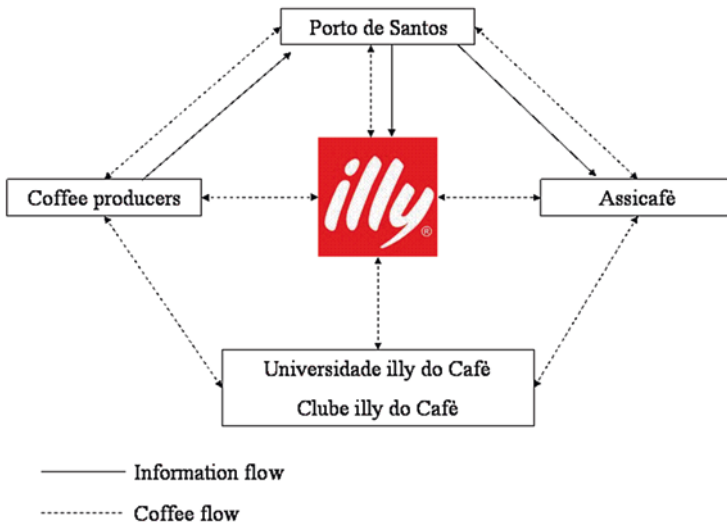 Porto de Santos
Coffee producers
illy®
Assicafè
Universidade illy do Cafè
Clube illy do Cafè
Information flow
Coffee flow